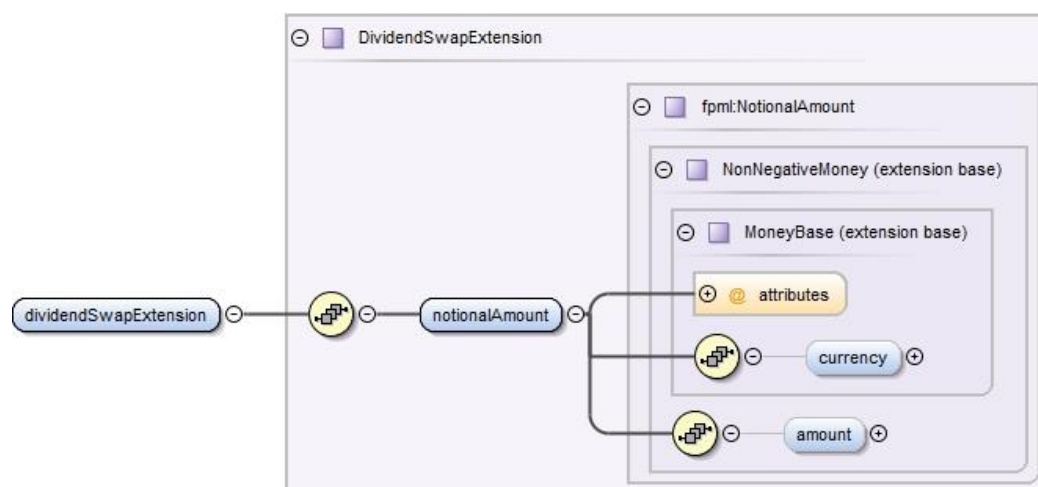 DividendSwapExtension
fpml:NotionalAmount
NonNegativeMoney (extension base)
MoneyBase (extension base)
@ attributes
dividendSwapExtension
notionalAmount
currency
amount